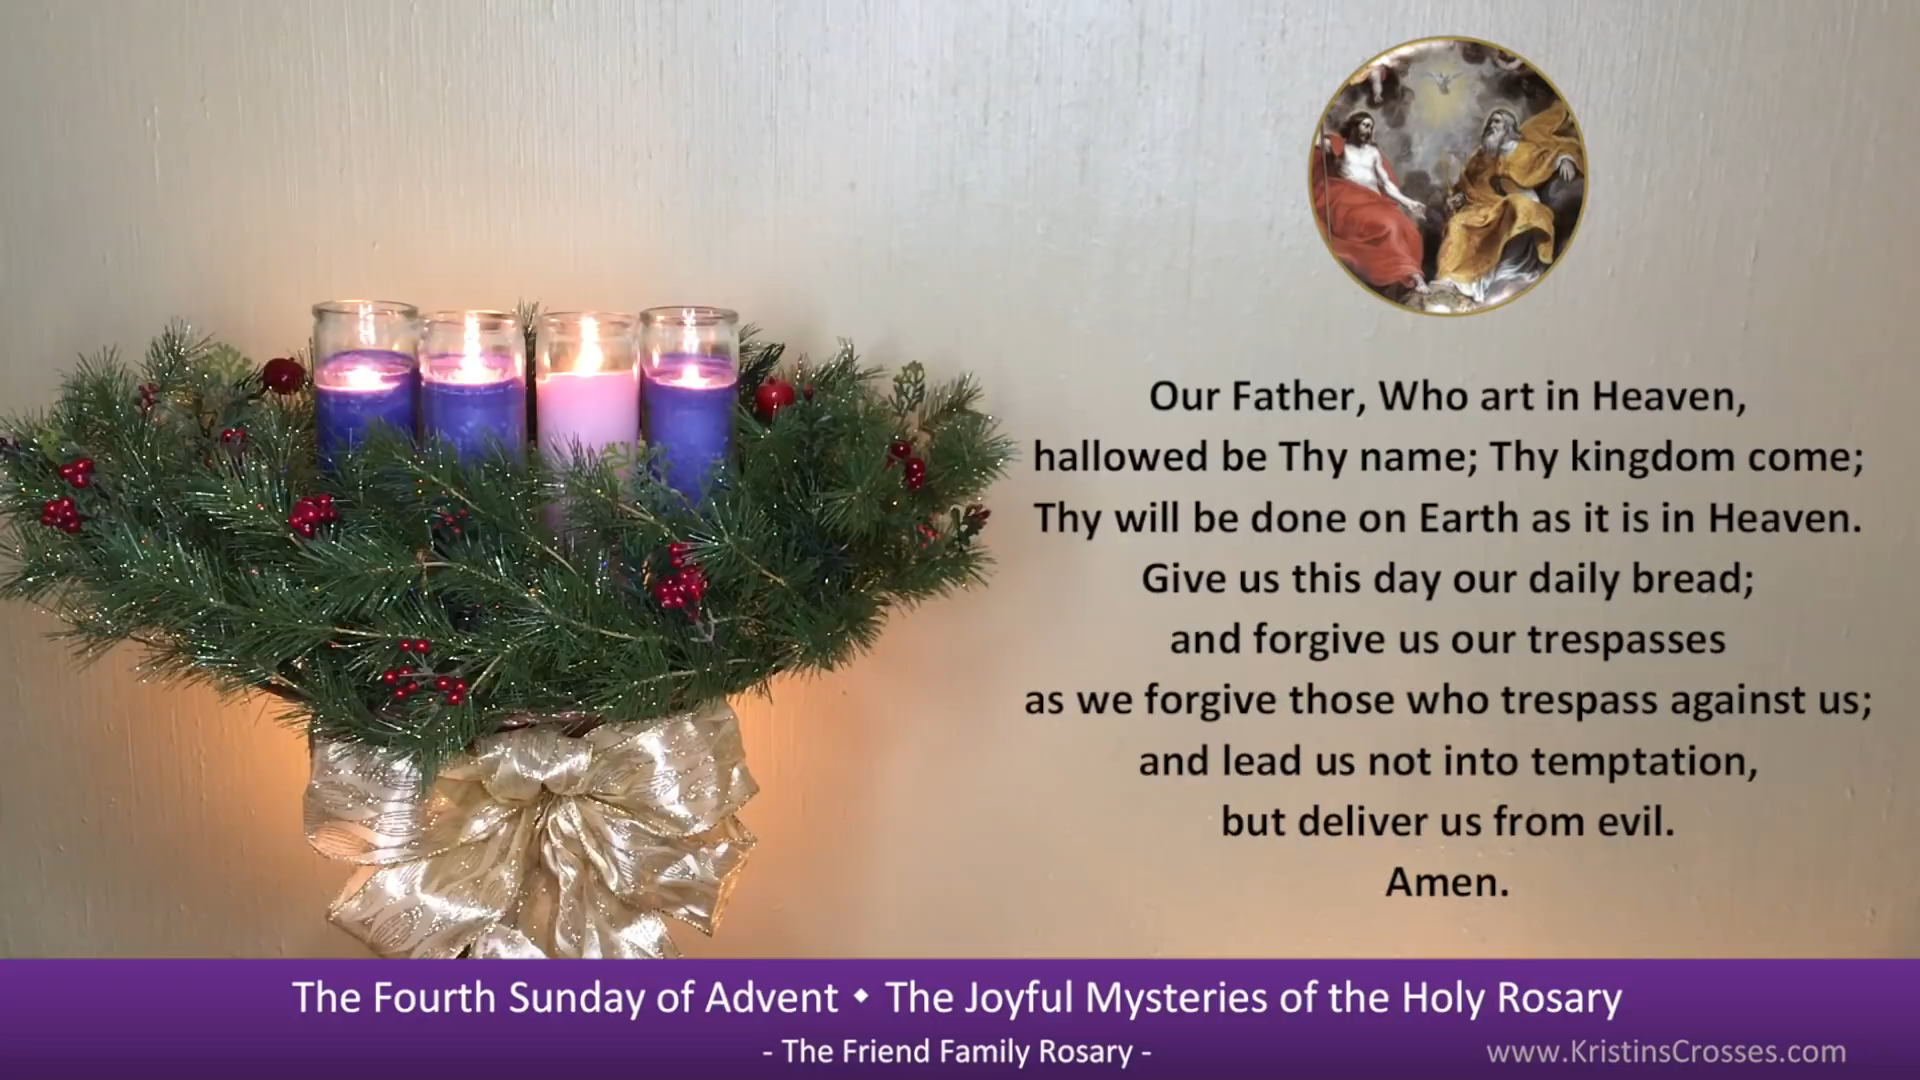 Our Father, Who art in Heaven,
hallowed be Thy name; Thy kingdom come;
Thy will be done on Earth as it is in Heaven.
Give us this day our daily bread;
and forgive us our trespasses
as we forgive those who trespass against us;
and lead us not into temptation,
but deliver us from evil.
Amen.
The Fourth Sunday of Advent • The Joyful Mysteries of the Holy Rosary
- The Friend Family Rosary -
www.KristinsCrosses.com